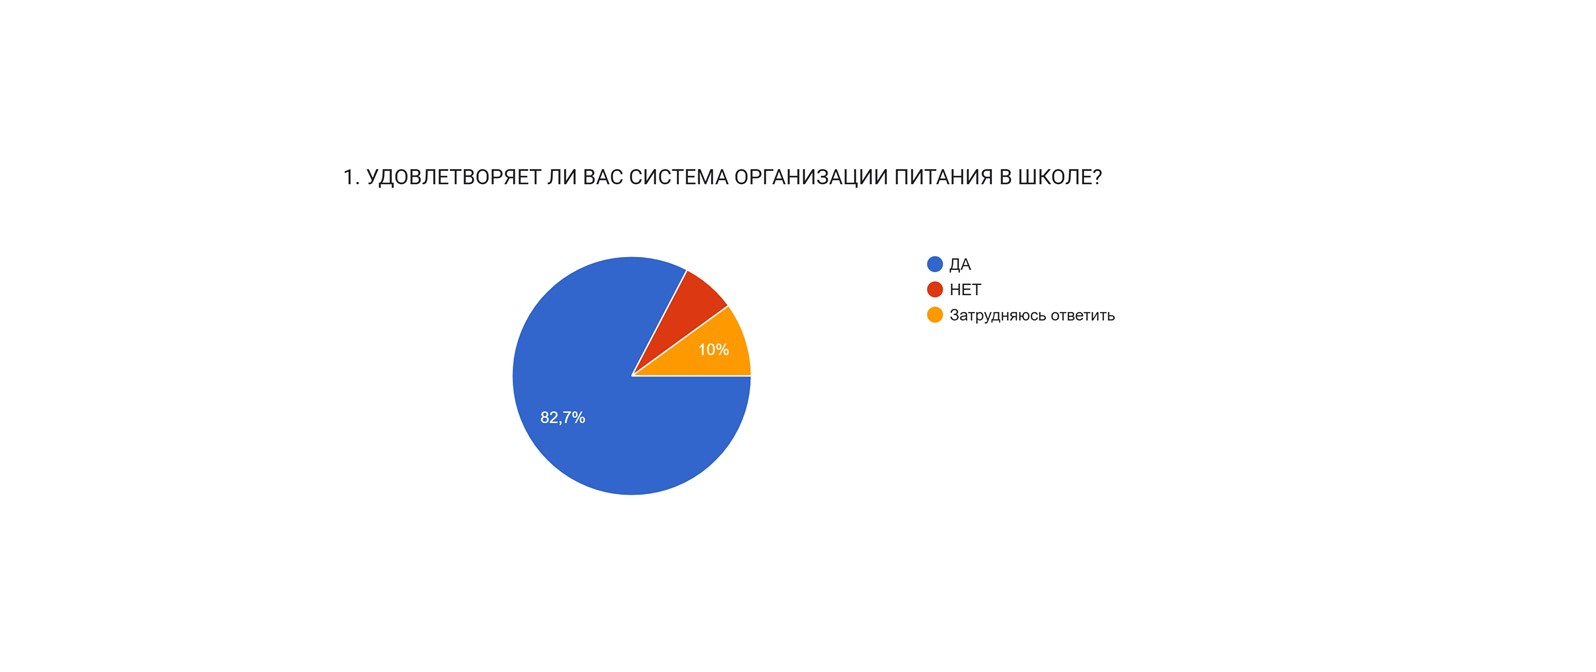 1. УДОВЛЕТВОРЯЕТ ЛИ ВАС СИСТЕМА ОРГАНИЗАЦИИ ПИТАНИЯ В ШКОЛЕ?
ДА
НЕТ
Затрудняюсь ответить
10%
82,7%